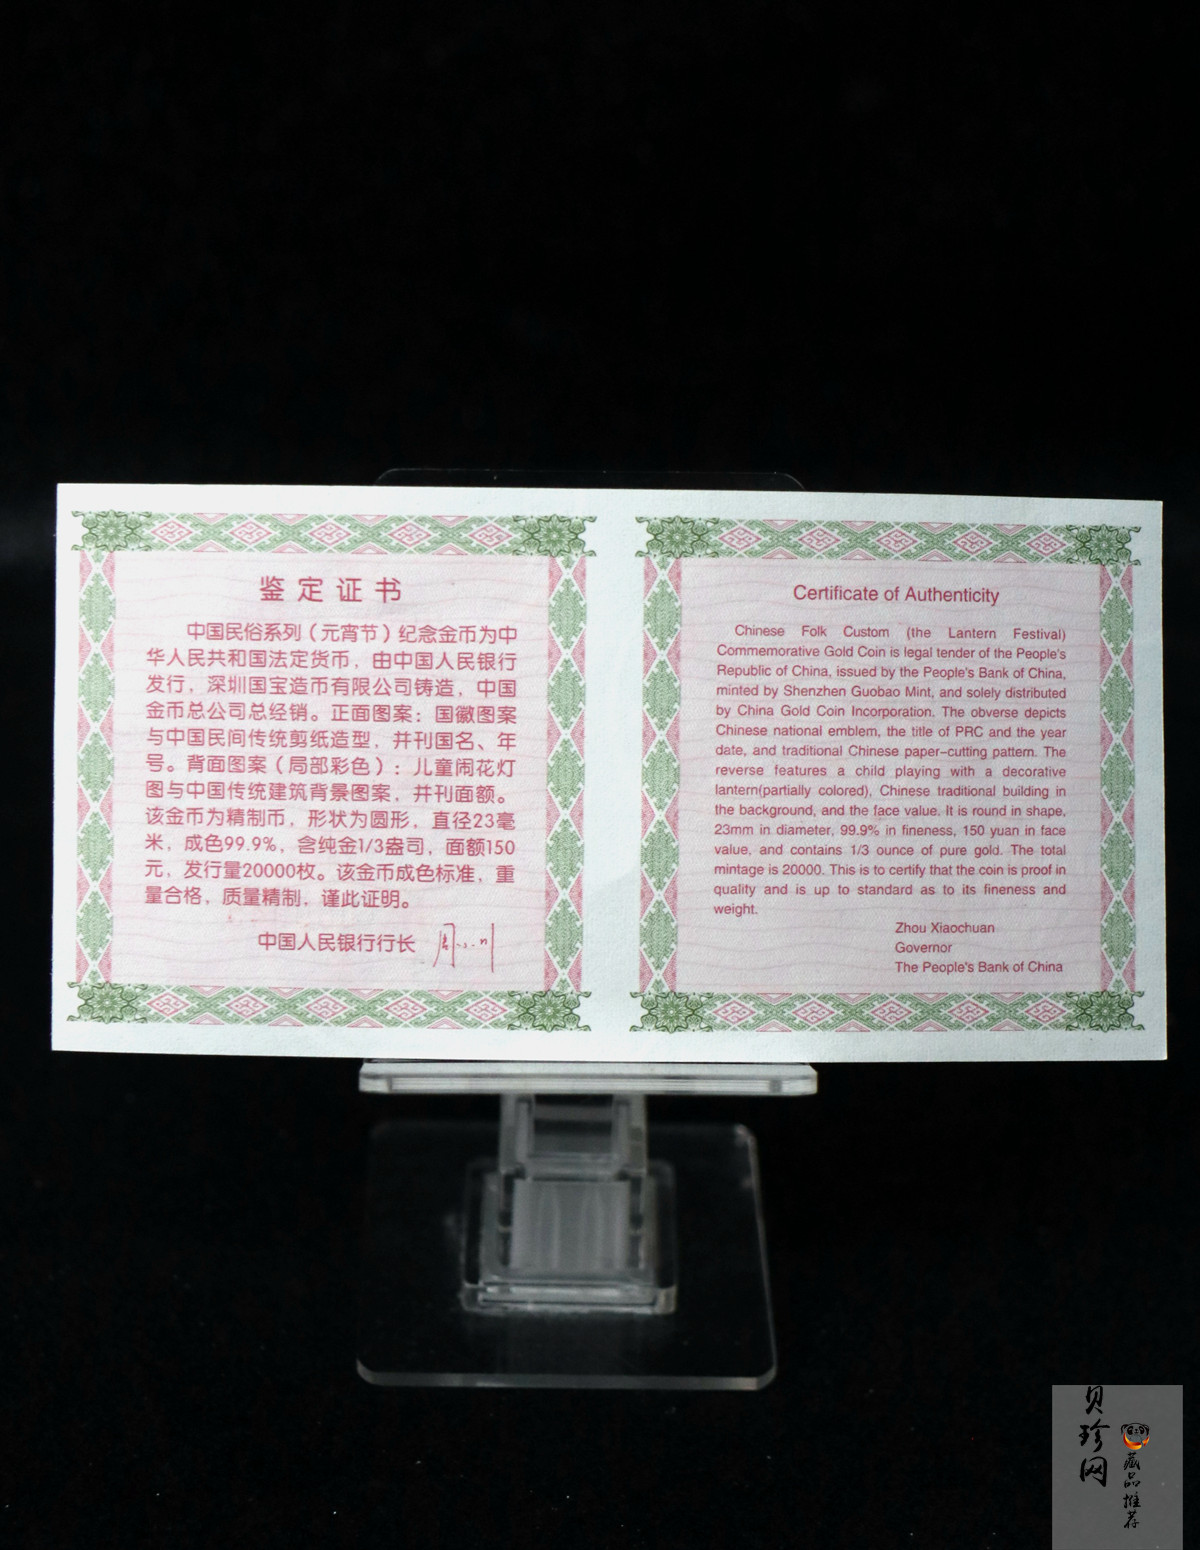 鉴定证书
中国民俗系列（元宵节）纪念金币为中
华人民共和国法定货币，由中国人民银行
发行，深圳国宝造币有限公司铸造，中国
金币总公司总经销。正面图案：国徽图案
与中国民间传统剪纸造型，并刊国名、年
号。背面图案（局部彩色）：儿童闹花灯
图与中国传统建筑背景图案，并刊面额。
该金币为精制币，形状为圆形，直径23毫
米，成色99.9%，含纯金1/3盎司，面额150
元，发行量20000枚。该金币成色标准，重
量合格，质量精制，谨此证明。
中国人民银行行长 周小川
Certificate of Authenticity
Chinese Folk Custom (the Lantern Festival)
Commemorative Gold Coin is legal tender of the People's
Republic of China, issued by the People's Bank of China,
minted by Shenzhen Guobao Mint, and solely distributed
by China Gold Coin Incorporation. The obverse depicts
Chinese national emblem, the title of PRC and the year
date, and traditional Chinese paper-cutting pattern. The
reverse features a child playing with a decorative
lantern(partially colored), Chinese traditional building in
the background, and the face value. It is round in shape,
23mm in diameter, 99.9% in fineness, 150 yuan in face
value, and contains 1/3 ounce of pure gold. The total
mintage is 20000. This is to certify that the coin is proof in
quality and is up to standard as to its fineness and
weight.
Zhou Xiaochuan
Governor
The People's Bank of China
贝珍网
藏品推荐